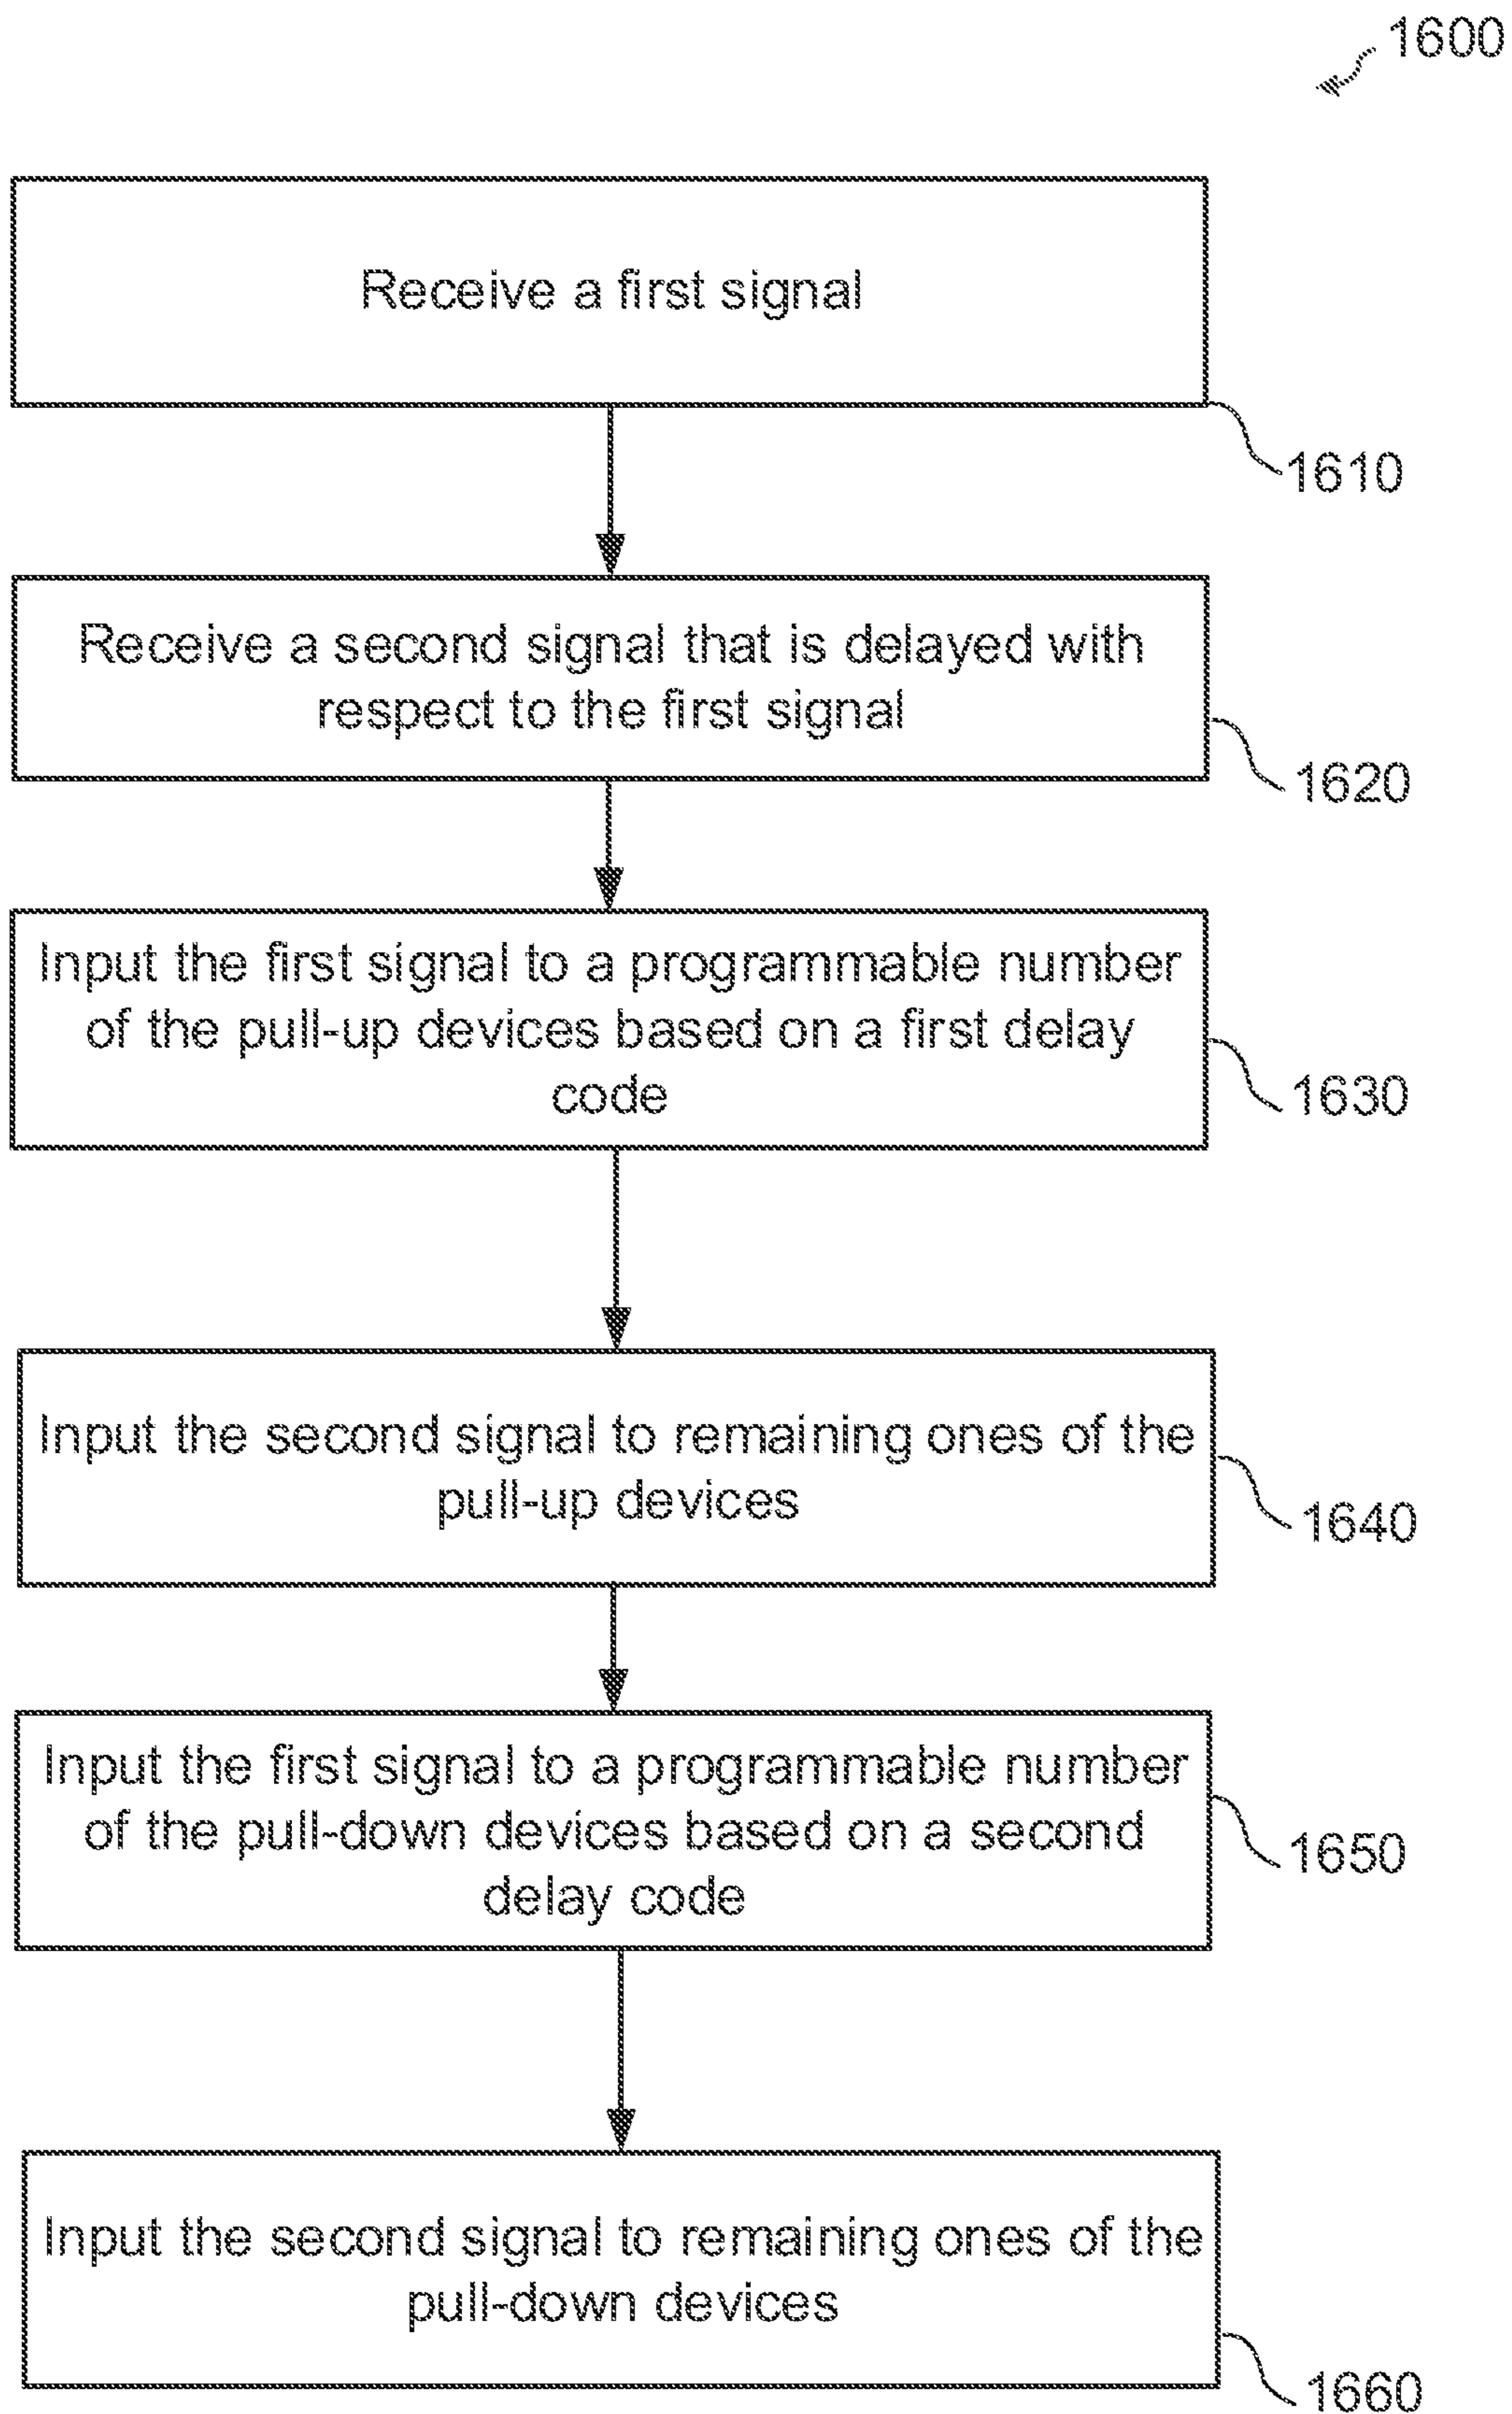 1600
Receive a first signal
1610
Receive a second signal that is delayed with
respect to the first signal
1620
Input the first signal to a programmable number
of the pull-up devices based on a first delay
code
1630
Input the second signal to remaining ones of the
pull-up devices
1640
Input the first signal to a programmable number
of the pull-down devices based on a second
delay code
1650
Input the second signal to remaining ones of the
pull-down devices
1660